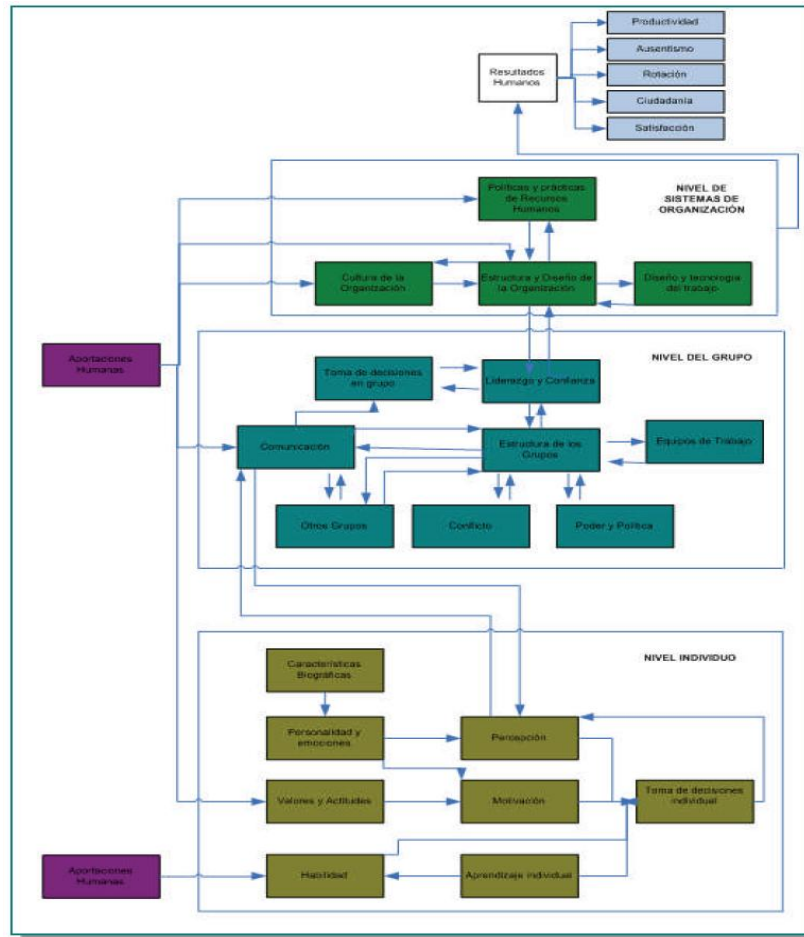 Productividad
Ausentismo
Resultados
Humanos
Rotación
Ciudadanía
Satisfacción
Políticas y prácticas
de Recursos
Humanos
NIVEL DE
SISTEMAS DE
ORGANIZACIÓN
Cultura de la
Organización
Estructura y Diseño de
la Organización
Diseño y tecnología
del trabajo
Aportaciones
Humanas
NIVEL DEL GRUPO
Toma de decisiones
en grupo
Liderazgo y Confianza
Comunicación
Estructura de los
Grupos
Equipos de Trabajo
Otros Grupos
Conflicto
Poder y Política
NIVEL INDIVIDUO
Características
Biográficas
Personalidad y
emociones
Percepción
Valores y Actitudes
Motivación
Toma de decisiones
individual
Aportaciones
Humanas
Habilidad
Aprendizaje individual